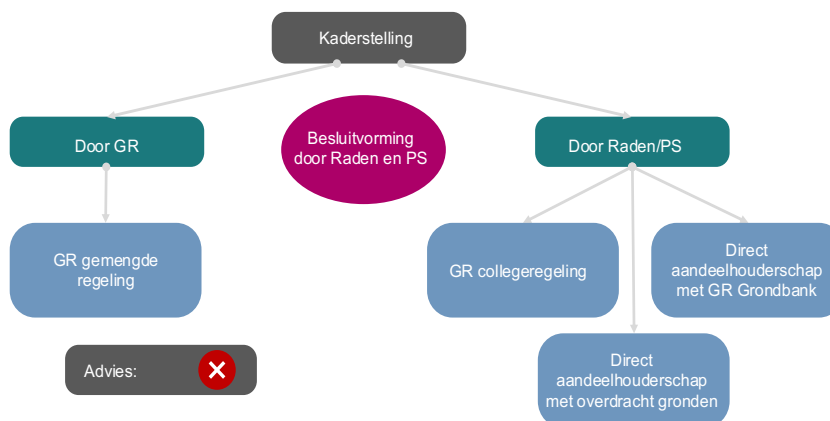 Kaderstelling
Door GR
Besluitvorming
door Raden en PS
Door Raden/PS
GR gemengde
regeling
GR collegeregeling
Direct
aandeelhouderschap
met GR Grondbank
Advies:
Direct
aandeelhouderschap
met overdracht gronden